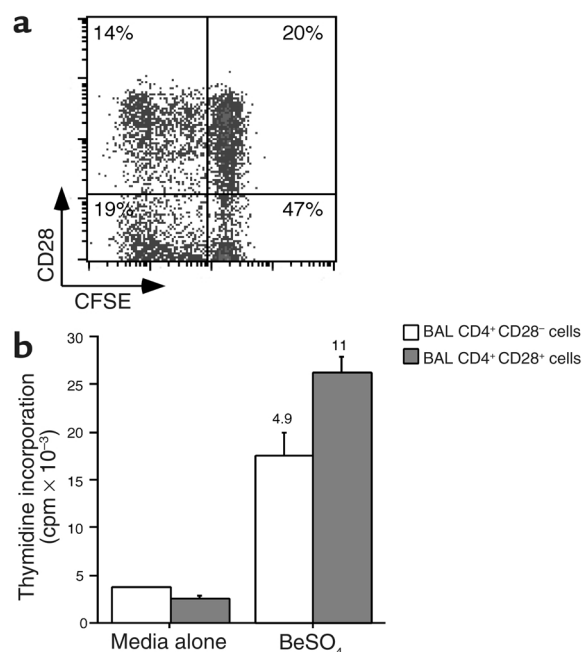 a
14%
20%
19%
47%
CD28
CFSE
b
BAL CD4⁺ CD28⁻ cells
BAL CD4⁺ CD28⁺ cells
Thymidine incorporation
(cpm × 10⁻³)
30
25
20
15
10
5
0
4.9
11
Media alone
BeSO₄